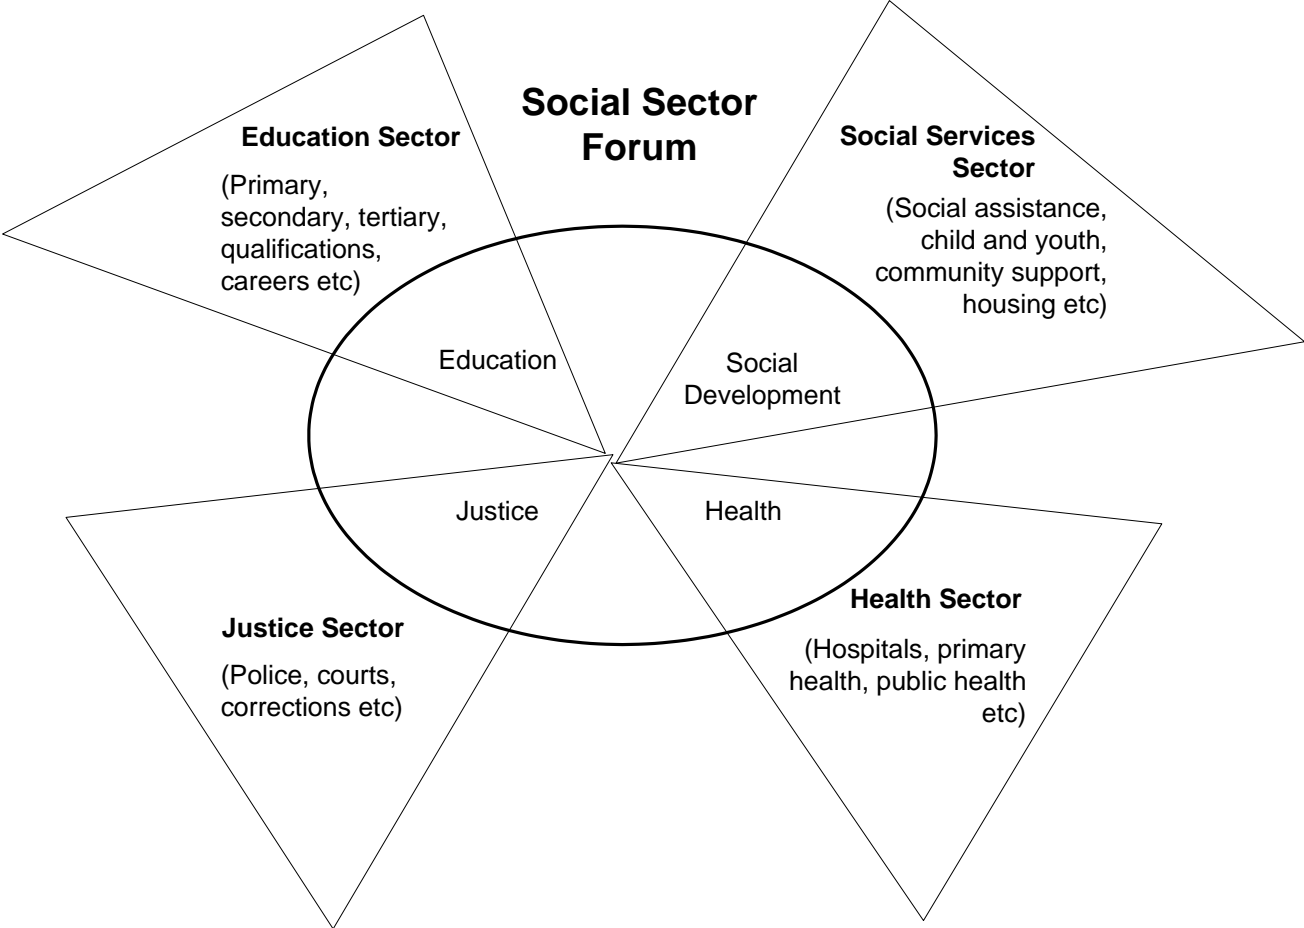 Social Sector
Forum
Education Sector
(Primary,
secondary, tertiary,
qualifications,
careers etc)
Social Services
Sector
(Social assistance,
child and youth,
community support,
housing etc)
Education
Social
Development
Justice
Health
Justice Sector
(Police, courts,
corrections etc)
Health Sector
(Hospitals, primary
health, public health
etc)